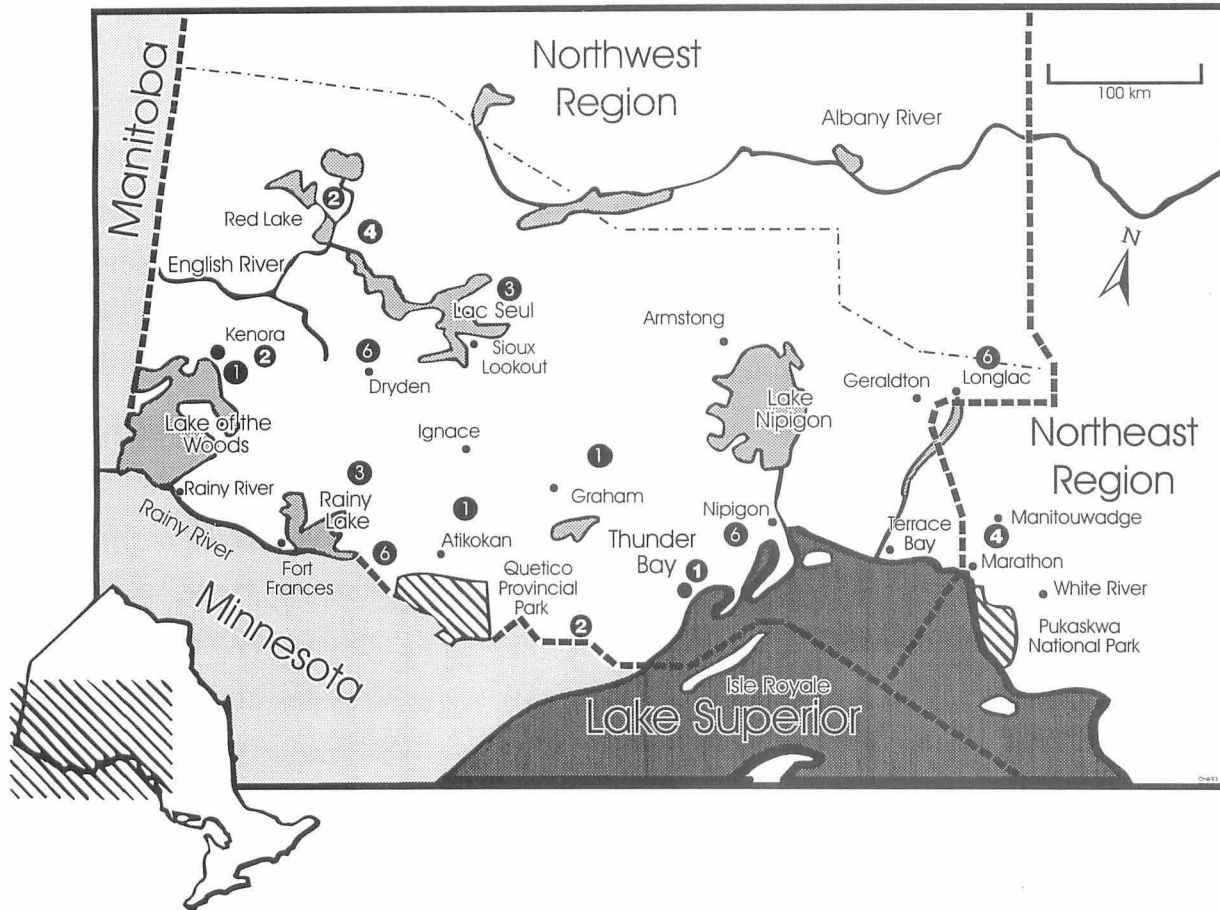 Manitoba
Northwest
Region
100 km
Albany River
N
2
Red Lake
4
English River
3
Lac Seul
Armstong
Kenora
2
1
6
Sioux
Lookout
Dryden
6
Geraldton
Longlac
Lake of the
Woods
Lake
Nipigon
Ignace
Northeast
Region
1
3
Graham
Rainy River
Rainy
Lake
1
Nipigon
Manitouwadge
Rainy River
Atikokan
Thunder
Bay
6
Terrace
Bay
4
6
Marathon
Fort
Frances
Quetico
Provincial
Park
1
White River
Minnesota
2
Pukaskwa
National Park
Isle Royale
Lake Superior